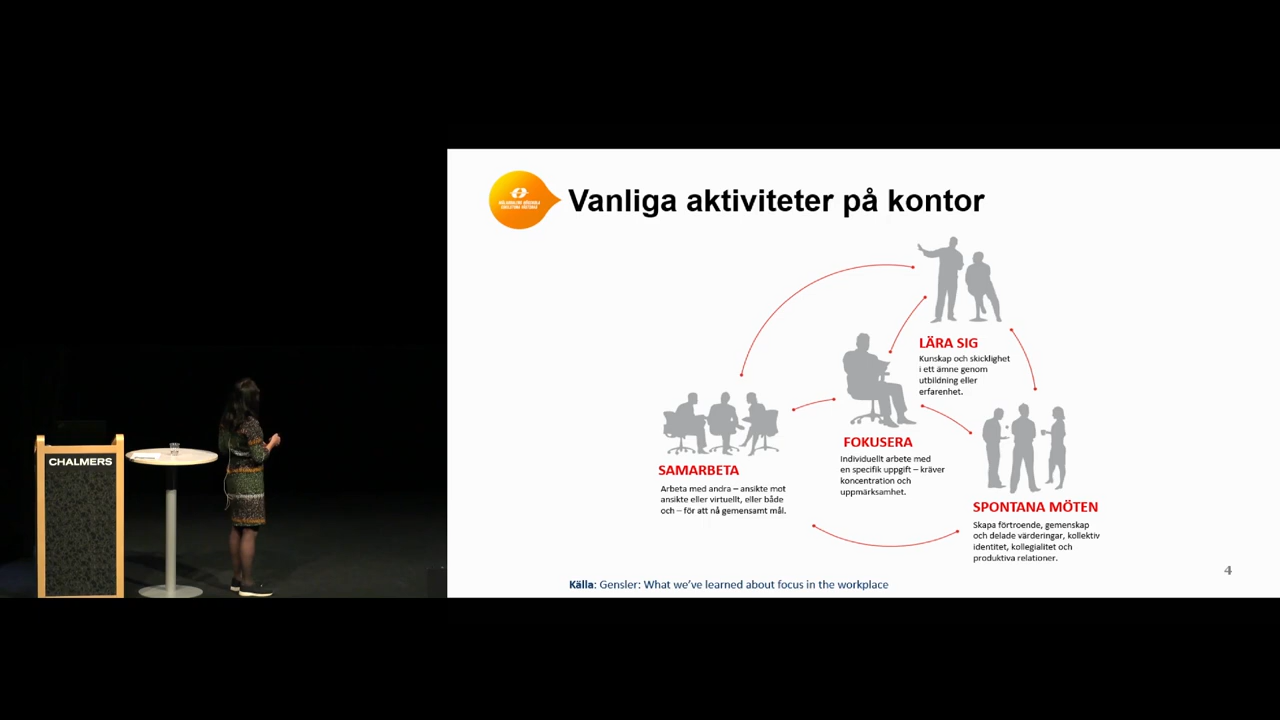 CHALMERS
Vanliga aktiviteter på kontor
LÄRA SIG
Kunskap och skicklighet
i ett ämne genom
utbildning eller
erfarenhet.
FOKUSERA
Individuellt arbete med
en specifik uppgift – kräver
koncentration och
uppmärksamhet.
SAMARBETA
Arbeta med andra – ansikte mot
ansikte eller virtuellt, eller både
och – för att nå gemensamt mål.
SPONTANA MÖTEN
Skapa förtroende, gemenskap
och delade värderingar, kollektiv
identitet, kollegialitet och
produktiva relationer.
Källa: Gensler: What we've learned about focus in the workplace
4